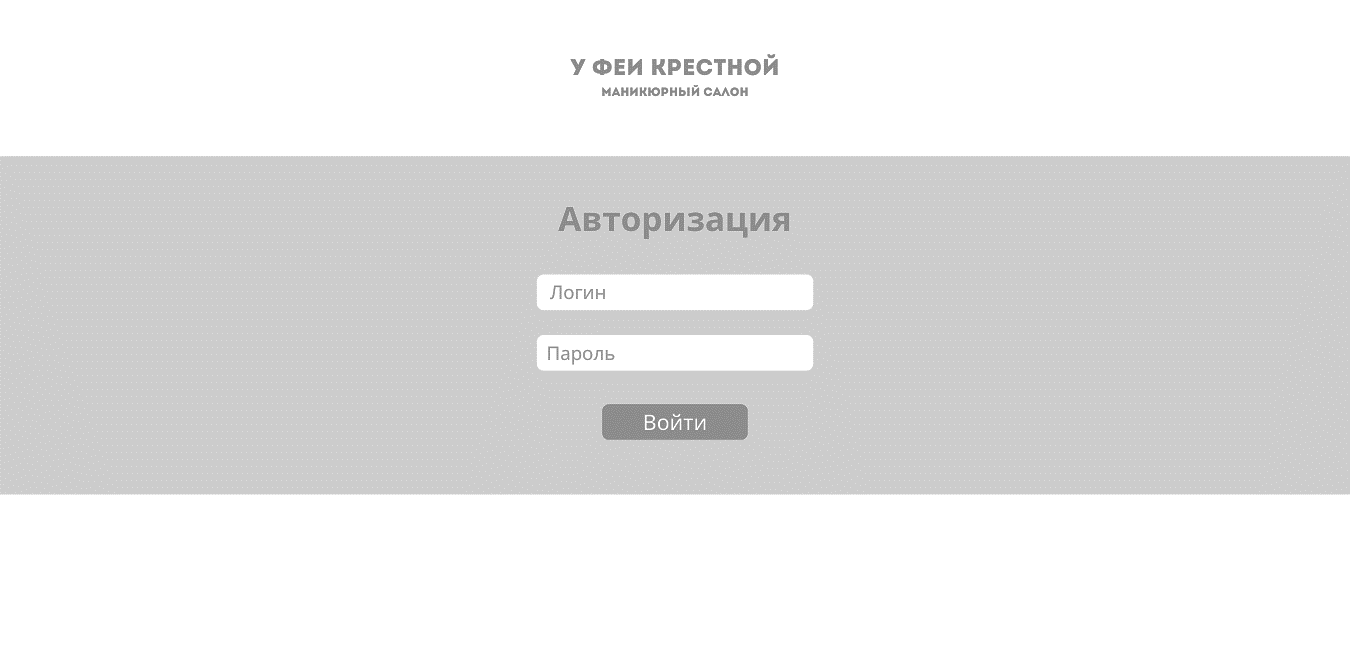 У ФЕИ КРЕСТНОЙ
МАНИКЮРНЫЙ САЛОН
Авторизация
Логин
Пароль
Войти